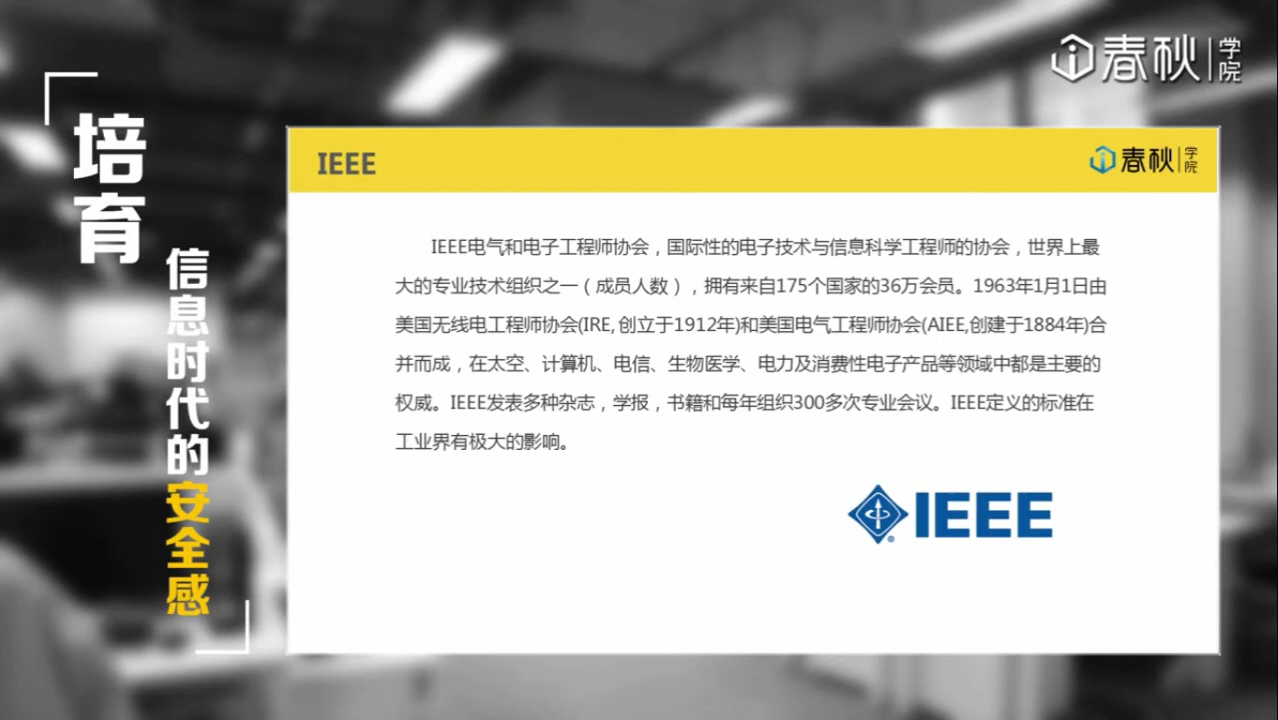 春秋学院
培育
信息时代的安全感
IEEE
春秋学院
IEEE电气和电子工程师协会，国际性的电子技术与信息科学工程师的协会，世界上最
大的专业技术组织之一（成员人数），拥有来自175个国家的36万会员。1963年1月1日由
美国无线电工程师协会(IRE,创立于1912年)和美国电气工程师协会(AIEE,创建于1884年)合
并而成，在太空、计算机、电信、生物医学、电力及消费性电子产品等领域中都是主要的
权威。IEEE发表多种杂志，学报，书籍和每年组织300多次专业会议。IEEE定义的标准在
工业界有极大的影响。
IEEE